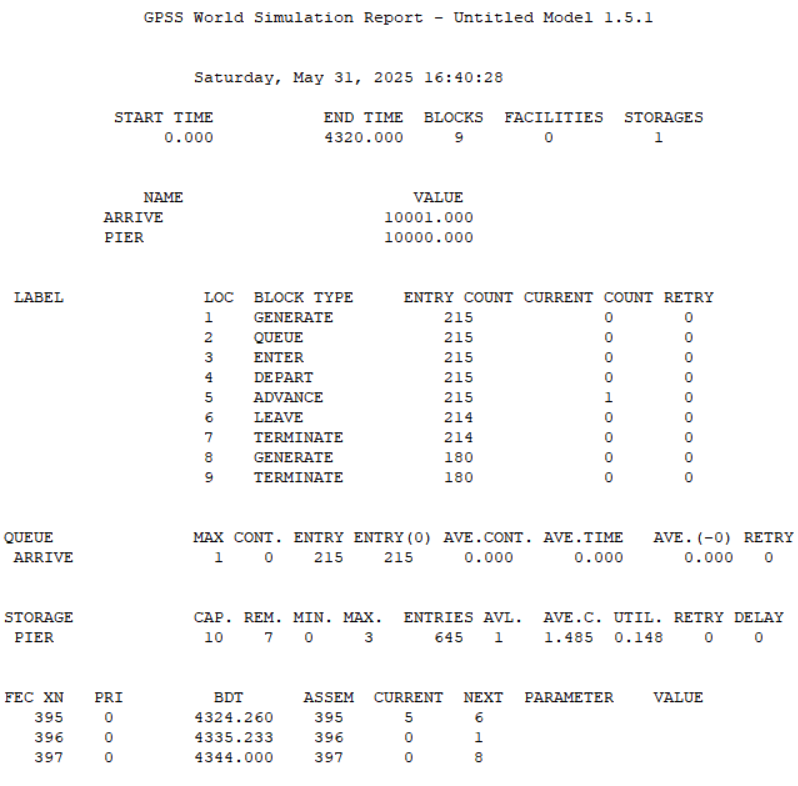 GPSS World Simulation Report - Untitled Model 1.5.1
Saturday, May 31, 2025 16:40:28
START TIME END TIME BLOCKS FACILITIES STORAGES
0.000 4320.000 9 0 1
NAME VALUE
ARRIVE 10001.000
PIER 10000.000
LABEL LOC BLOCK TYPE ENTRY COUNT CURRENT COUNT RETRY
1 GENERATE 215 0 0
2 QUEUE 215 0 0
3 ENTER 215 0 0
4 DEPART 215 0 0
5 ADVANCE 215 1 0
6 LEAVE 214 0 0
7 TERMINATE 214 0 0
8 GENERATE 180 0 0
9 TERMINATE 180 0 0
QUEUE MAX CONT. ENTRY ENTRY(0) AVE.CONT. AVE.TIME AVE.(-0) RETRY
ARRIVE 1 0 215 215 0.000 0.000 0.000 0
STORAGE CAP. REM. MIN. MAX. ENTRIES AVL. AVE.C. UTIL. RETRY DELAY
PIER 10 7 0 3 645 1 1.485 0.148 0 0
FEC XN PRI BDT ASSEM CURRENT NEXT PARAMETER VALUE
395 0 4324.260 395 5 6
396 0 4335.233 396 0 1
397 0 4344.000 397 0 8